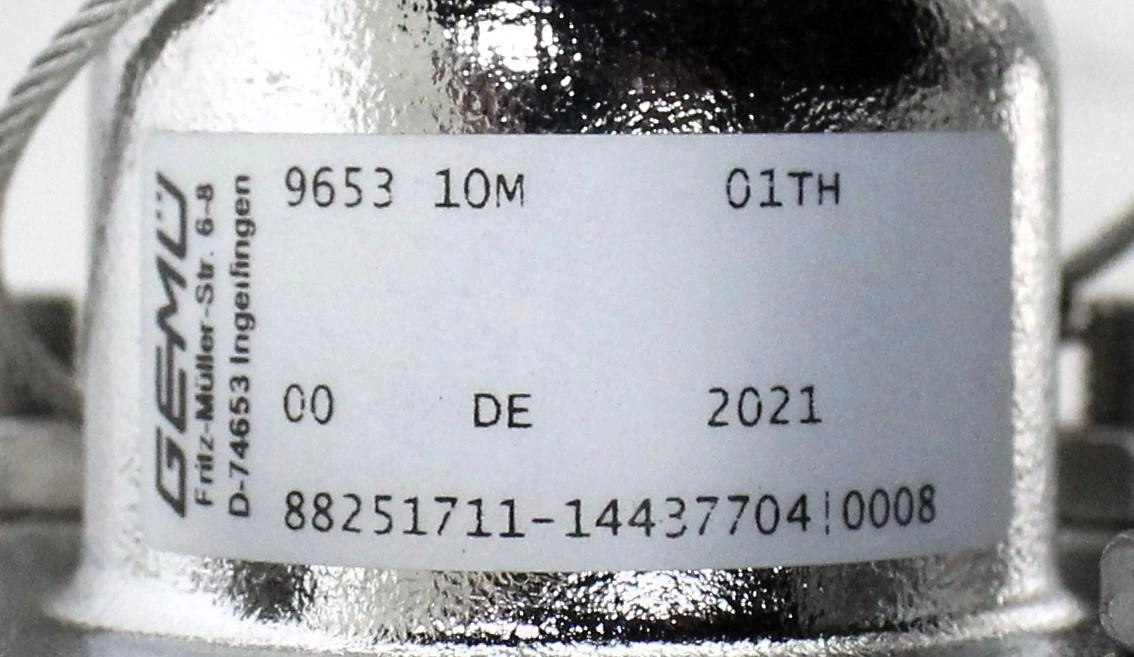 GEMÜ
Fritz-Müller-Str. 6-8
D-74653 Ingelfingen
9653 10M 01TH
00 DE 2021
88251711-14437704|0008